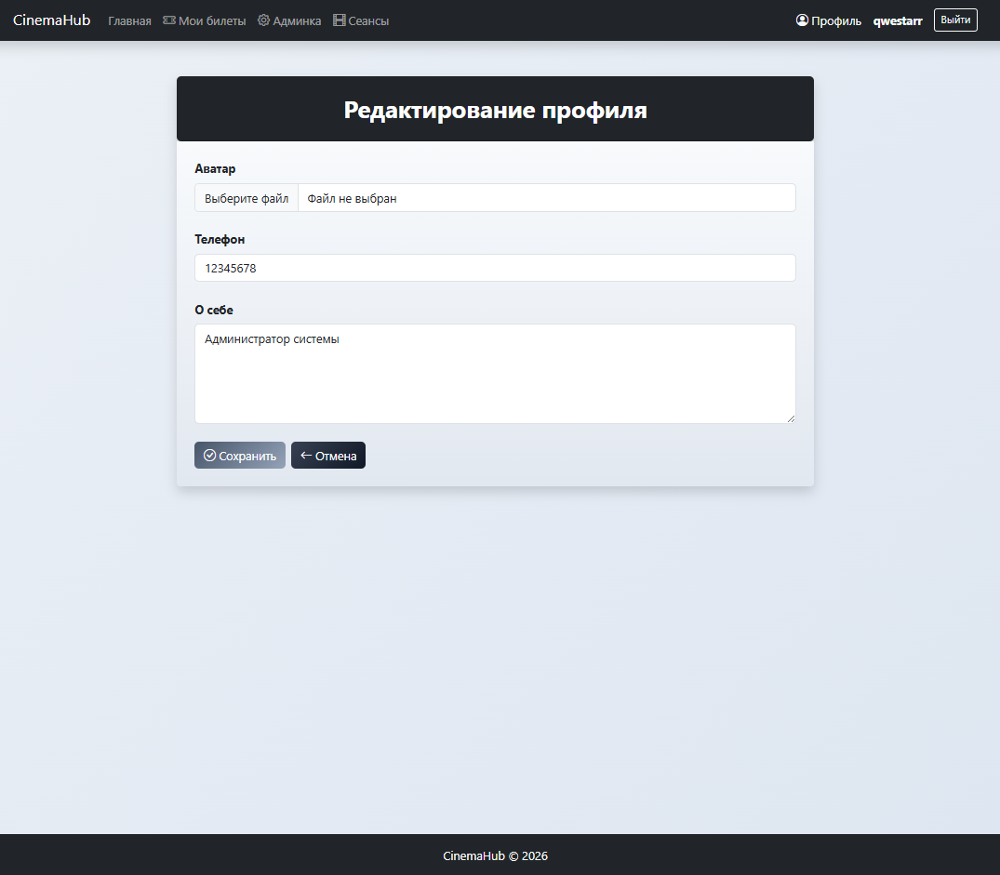 CinemaHub Главная Мои билеты Админка Сеансы Профиль qwestarr Выйти
Редактирование профиля
Аватар
Выберите файл Файл не выбран
Телефон
12345678
О себе
Администратор системы
Сохранить Отмена
CinemaHub © 2026